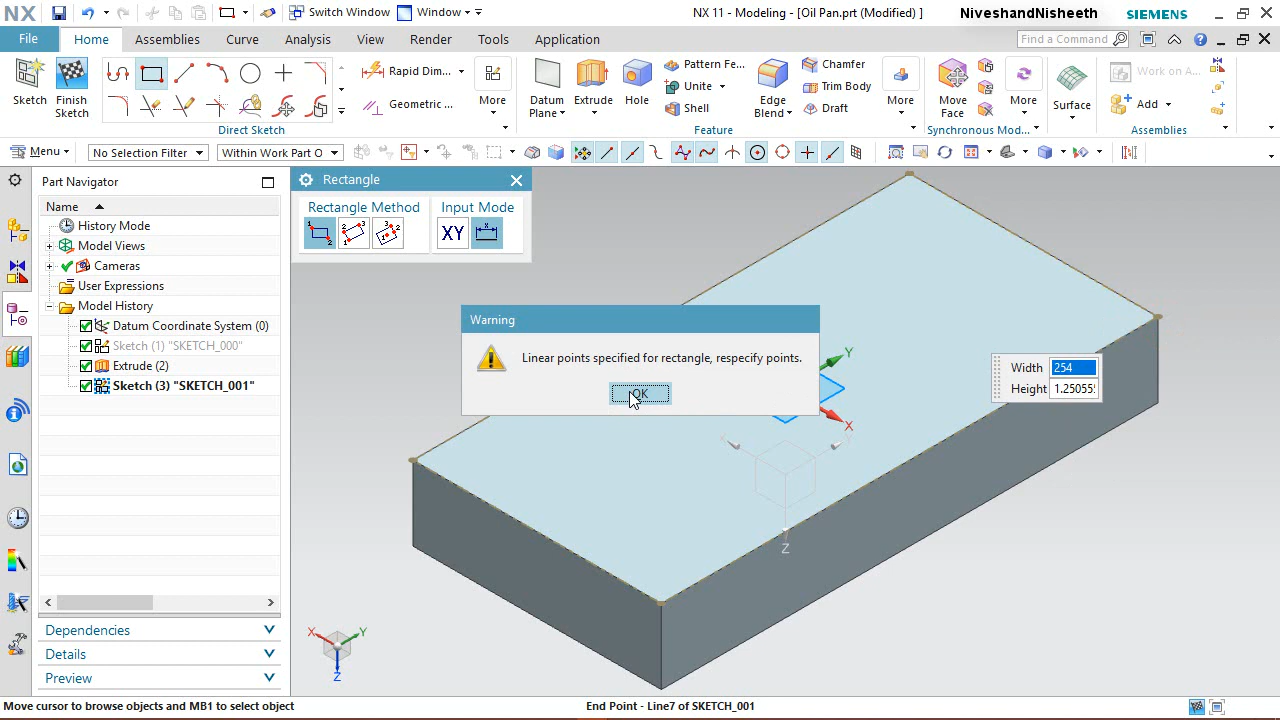 NX
Switch Window
Window
NX 11 - Modeling - [Oil Pan.prt (Modified) ]
NiveshandNisheeth
SIEMENS
File
Home
Assemblies
Curve
Analysis
View
Render
Tools
Application
Find a Command
Sketch
Finish
Sketch
Rapid Dim...
Geometric ...
More
Direct Sketch
Datum
Plane
Extrude
Hole
Pattern Fe...
Unite
Shell
Edge
Blend
Chamfer
Trim Body
Draft
More
Feature
Move
Face
More
Synchronous Mod...
Surface
Work on A...
Add
Assemblies
Menu
No Selection Filter
Within Work Part O
Part Navigator
Name
History Mode
Model Views
Cameras
User Expressions
Model History
Datum Coordinate System (0)
Sketch (1) "SKETCH_000"
Extrude (2)
Sketch (3) "SKETCH_001"
Dependencies
Details
Preview
Rectangle
Rectangle Method
Input Mode
XY
Warning
Linear points specified for rectangle, respecify points.
OK
Width 254
Height 1.25055
Y
X
Z
X
Y
Z
Move cursor to browse objects and MB1 to select object
End Point - Line7 of SKETCH_001